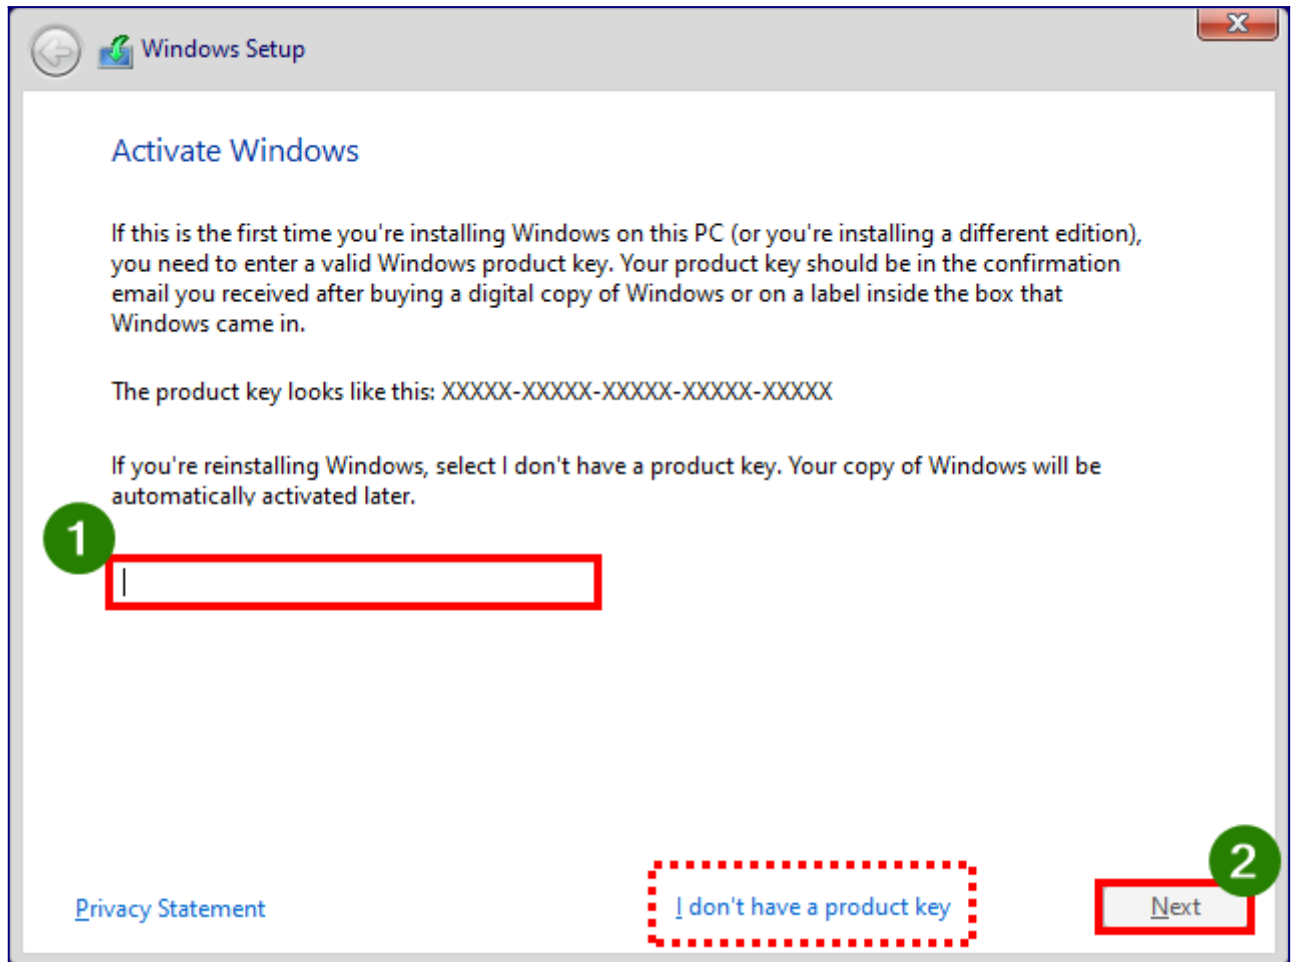 Windows Setup
X
Activate Windows
If this is the first time you're installing Windows on this PC (or you're installing a different edition),
you need to enter a valid Windows product key. Your product key should be in the confirmation
email you received after buying a digital copy of Windows or on a label inside the box that
Windows came in.
The product key looks like this: XXXXX-XXXXX-XXXXX-XXXXX-XXXXX
If you're reinstalling Windows, select I don't have a product key. Your copy of Windows will be
automatically activated later.
1
2
Privacy Statement
I don't have a product key
Next